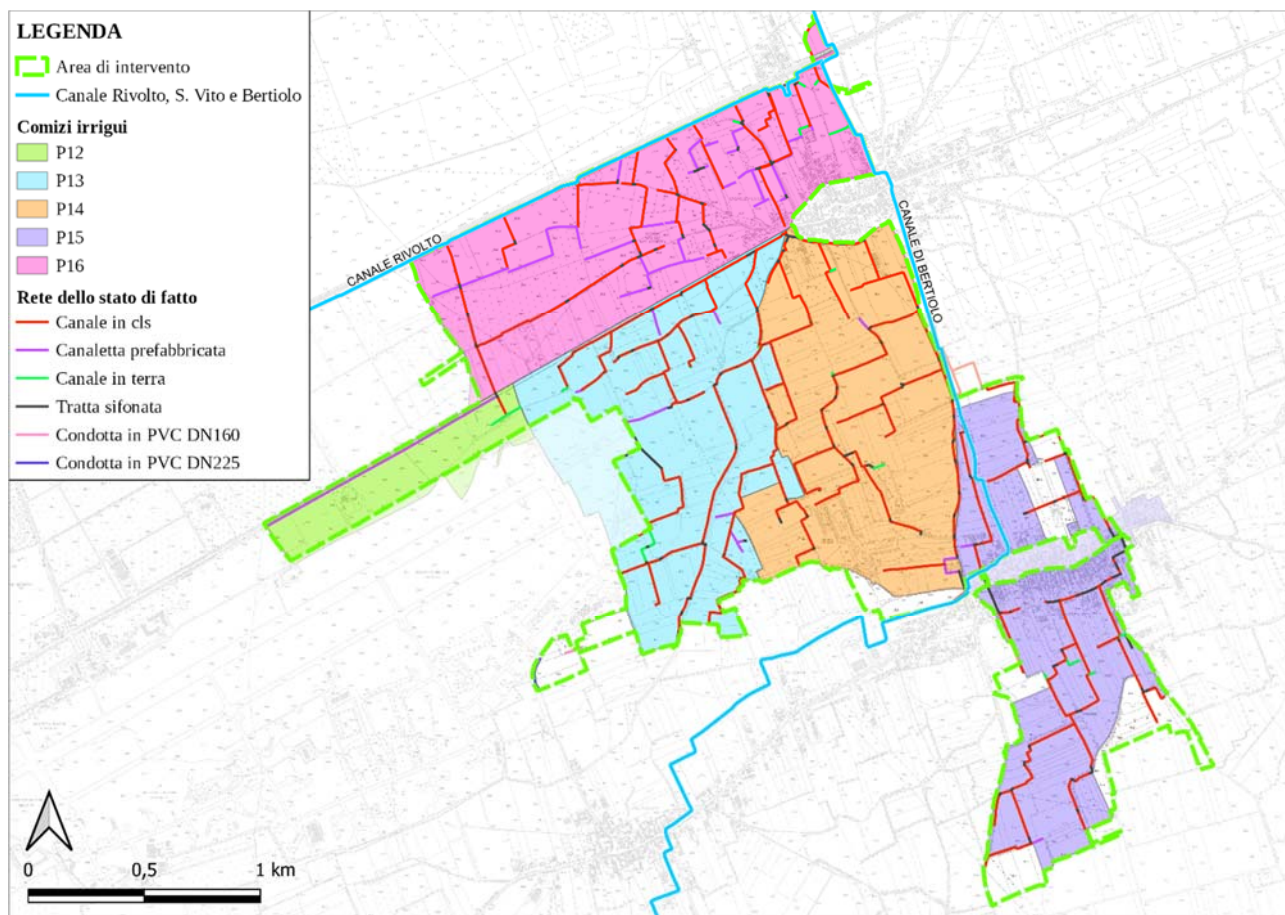 LEGENDA
Area di intervento
Canale Rivolto, S. Vito e Bertiolo
Comizi irrigui
P12
P13
P14
P15
P16
Rete dello stato di fatto
Canale in cls
Canaletta prefabbricata
Canale in terra
Tratta sifonata
Condotta in PVC DN160
Condotta in PVC DN225
CANALE RIVOLTO
CANALE DI BERTIOLO
0 0,5 1 km